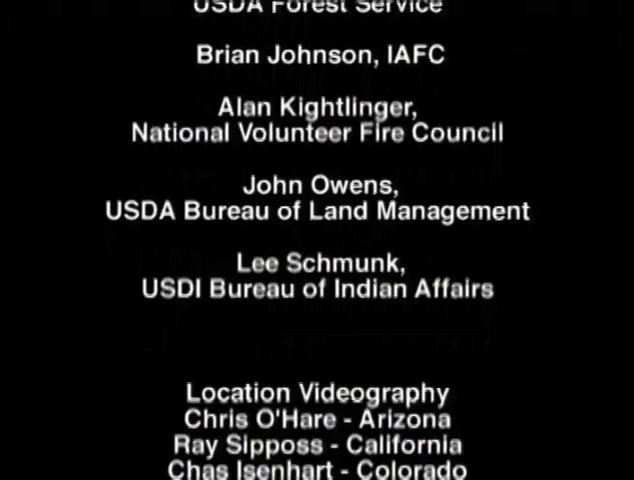 USDA Forest Service
Brian Johnson, IAFC
Alan Kightlinger,
National Volunteer Fire Council
John Owens,
USDA Bureau of Land Management
Lee Schmunk,
USDI Bureau of Indian Affairs
Location Videography
Chris O'Hare - Arizona
Ray Sipposs - California
Chas Isenhart - Colorado